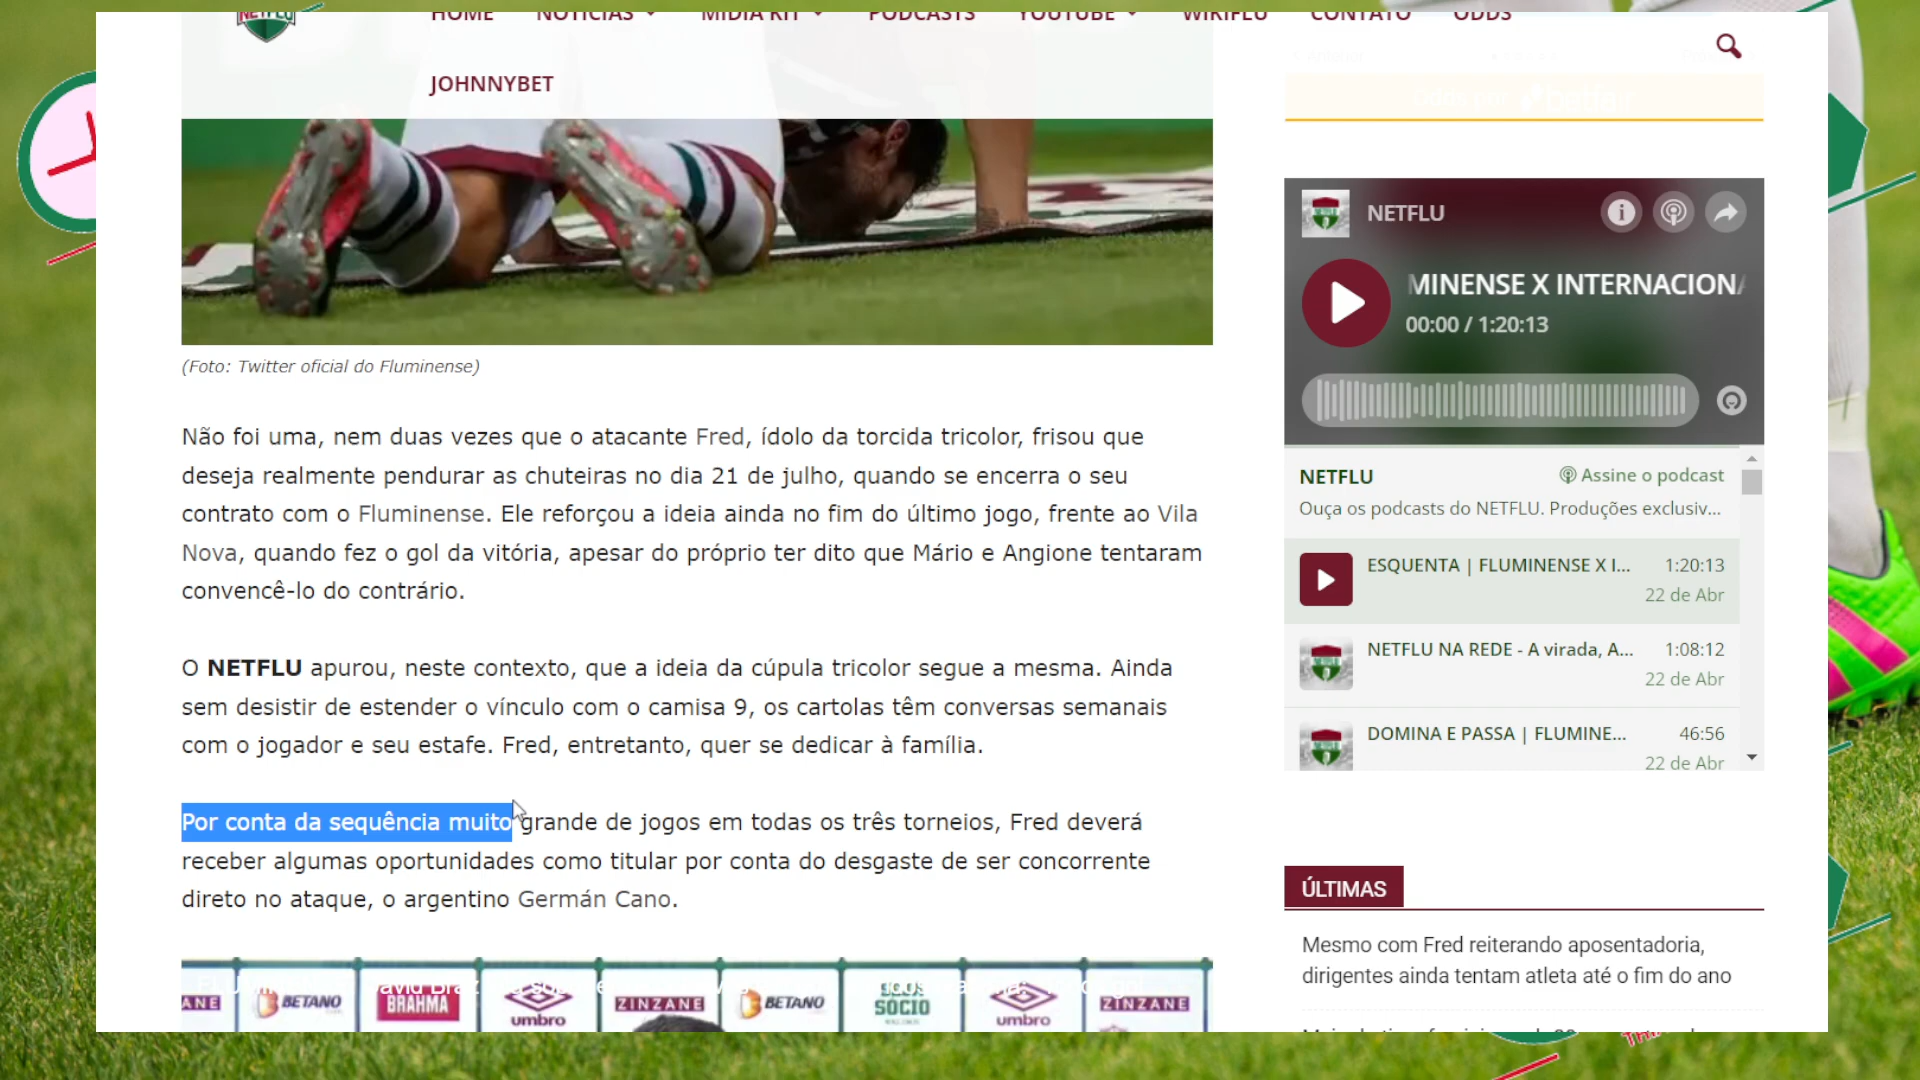 NETFLU
HOME NOTÍCIAS MÍDIA KIT PODCASTS YOUTUBE WIKIFLU CONTATO ODDS
JOHNNYBET
(Foto: Twitter oficial do Fluminense)
Não foi uma, nem duas vezes que o atacante Fred, ídolo da torcida tricolor, frisou que
deseja realmente pendurar as chuteiras no dia 21 de julho, quando se encerra o seu
contrato com o Fluminense. Ele reforçou a ideia ainda no fim do último jogo, frente ao Vila
Nova, quando fez o gol da vitória, apesar do próprio ter dito que Mário e Angione tentaram
convencê-lo do contrário.
O NETFLU apurou, neste contexto, que a ideia da cúpula tricolor segue a mesma. Ainda
sem desistir de estender o vínculo com o camisa 9, os cartolas têm conversas semanais
com o jogador e seu estafe. Fred, entretanto, quer se dedicar à família.
Por conta da sequência muito grande de jogos em todas os três torneios, Fred deverá
receber algumas oportunidades como titular por conta do desgaste de ser concorrente
direto no ataque, o argentino Germán Cano.
ANE BETANO BRAHMA umbro ZINZANE BETANO SÓCIO umbro ZINZANE
NETFLU
MINENSE X INTERNACIONA
00:00 / 1:20:13
NETFLU Assine o podcast
Ouça os podcasts do NETFLU. Produções exclusiv...
ESQUENTA | FLUMINENSE X I... 1:20:13
22 de Abr
NETFLU NA REDE - A virada, A... 1:08:12
22 de Abr
DOMINA E PASSA | FLUMINE... 46:56
22 de Abr
ÚLTIMAS
Mesmo com Fred reiterando aposentadoria,
dirigentes ainda tentam atleta até o fim do ano